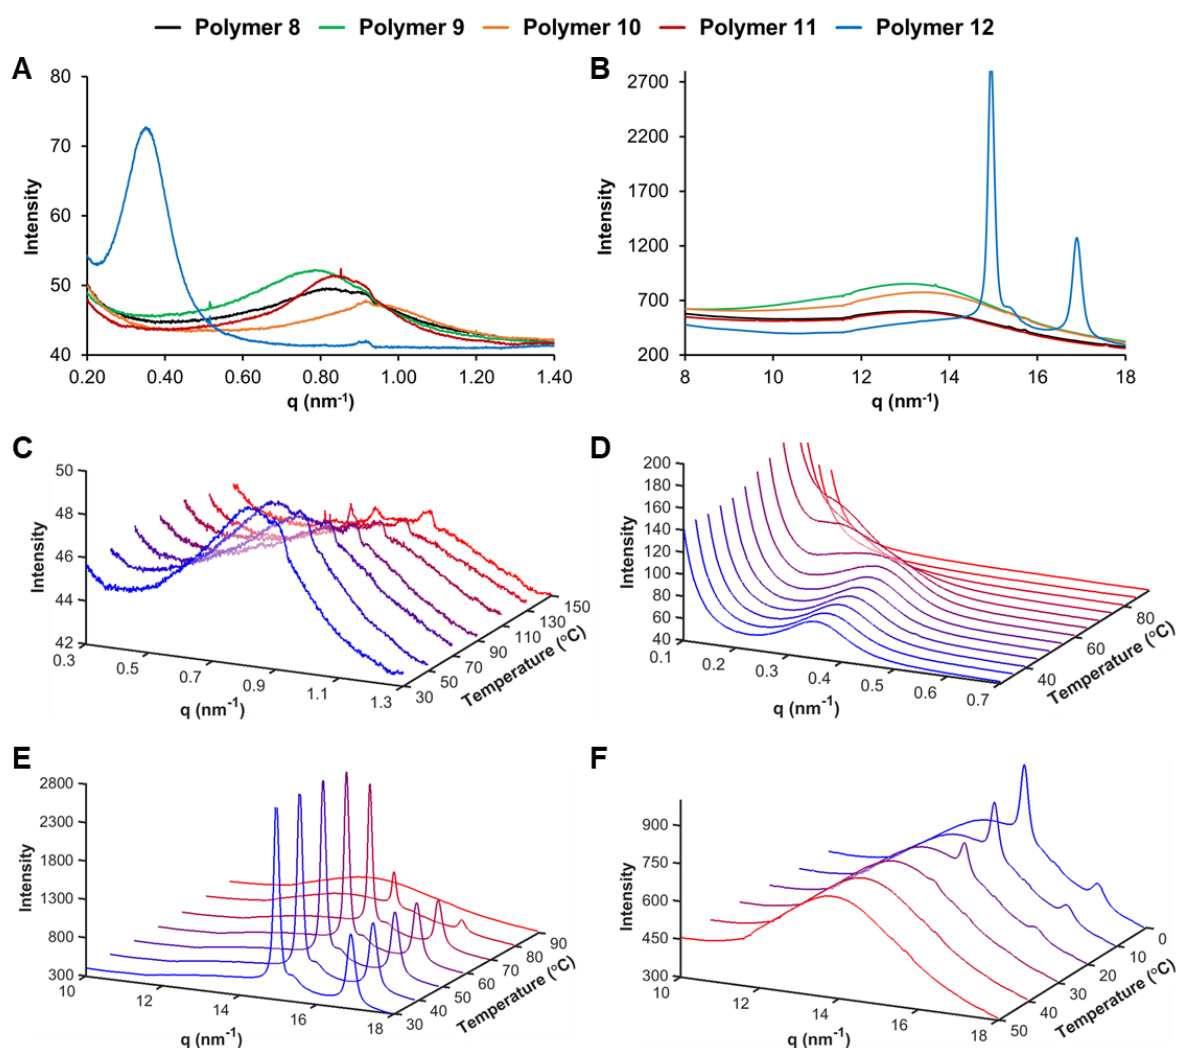 Polymer 8 Polymer 9 Polymer 10 Polymer 11 Polymer 12
A
80
70
60
50
40
Intensity
0.20 0.40 0.60 0.80 1.00 1.20 1.40
q (nm-1)
B
2700
2200
1700
1200
700
200
Intensity
8 10 12 14 16 18
q (nm-1)
C
50
48
46
44
42
Intensity
0.3 0.5 0.7 0.9 1.1 1.3
q (nm-1)
30 50 70 90 110 130 150
Temperature (°C)
D
200
180
160
140
120
100
80
60
40
Intensity
0.1 0.2 0.3 0.4 0.5 0.6 0.7
q (nm-1)
40 60 80
Temperature (°C)
E
2800
2300
1800
1300
800
300
Intensity
10 12 14 16 18
q (nm-1)
30 40 50 60 70 80 90
Temperature (°C)
F
900
750
600
450
300
Intensity
10 12 14 16 18
q (nm-1)
50 40 30 20 10 0
Temperature (°C)